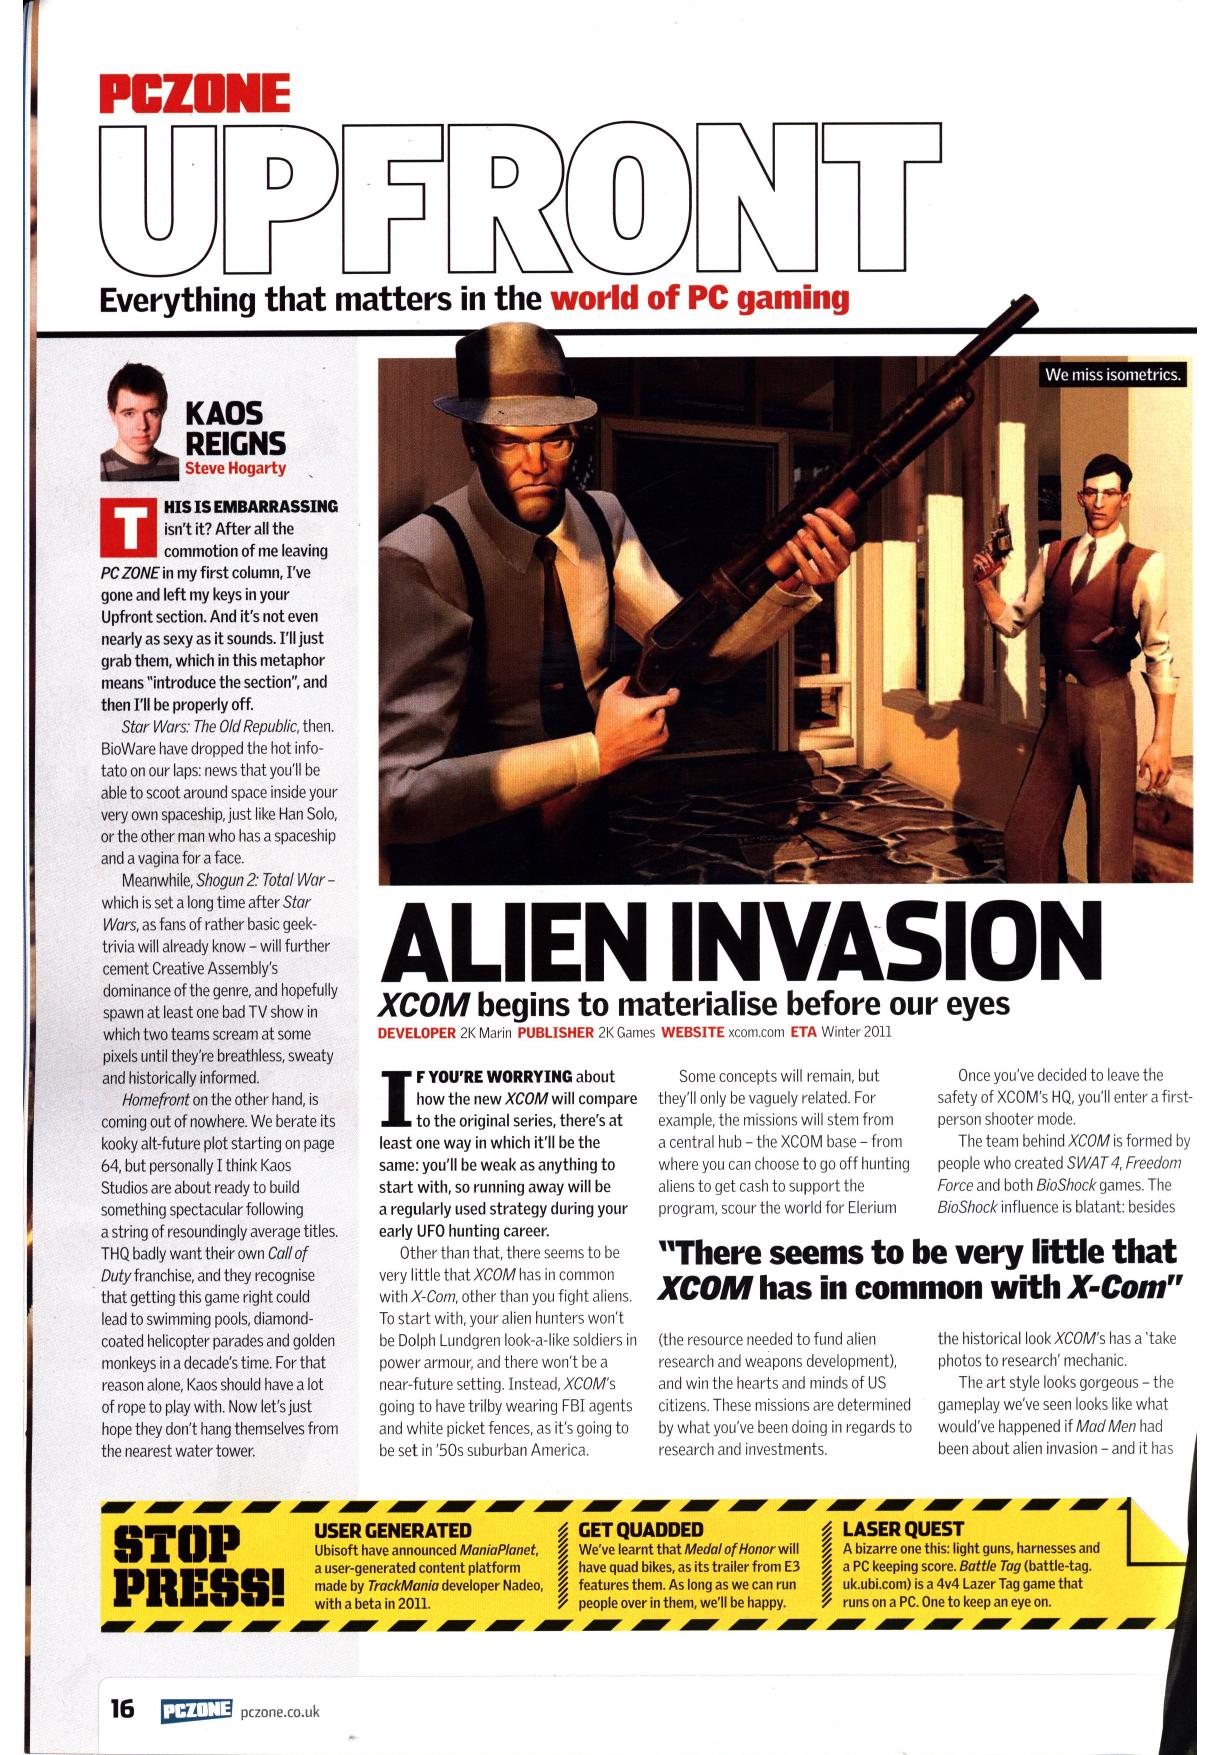 PCZONE
UPFRONT
Everything that matters in the world of PC gaming
KAOS
REIGNS
Steve Hogarty
THIS IS EMBARRASSING
isn't it? After all the
commotion of me leaving
PC ZONE in my first column, I've
gone and left my keys in your
Upfront section. And it's not even
nearly as sexy as it sounds. I'll just
grab them, which in this metaphor
means "introduce the section", and
then I'll be properly off.
Star Wars: The Old Republic, then.
BioWare have dropped the hot info-
tato on our laps: news that you'll be
able to scoot around space inside your
very own spaceship, just like Han Solo,
or the other man who has a spaceship
and a vagina for a face.
Meanwhile, Shogun 2: Total War –
which is set a long time after Star
Wars, as fans of rather basic geek-
trivia will already know – will further
cement Creative Assembly's
dominance of the genre, and hopefully
spawn at least one bad TV show in
which two teams scream at some
pixels until they're breathless, sweaty
and historically informed.
Homefront on the other hand, is
coming out of nowhere. We berate its
kooky alt-future plot starting on page
64, but personally I think Kaos
Studios are about ready to build
something spectacular following
a string of resoundingly average titles.
THQ badly want their own Call of
Duty franchise, and they recognise
that getting this game right could
lead to swimming pools, diamond-
coated helicopter parades and golden
monkeys in a decade's time. For that
reason alone, Kaos should have a lot
of rope to play with. Now let's just
hope they don't hang themselves from
the nearest water tower.
We miss isometrics.
ALIEN INVASION
XCOM begins to materialise before our eyes
DEVELOPER 2K Marin PUBLISHER 2K Games WEBSITE xcom.com ETA Winter 2011
IF YOU'RE WORRYING about
how the new XCOM will compare
to the original series, there's at
least one way in which it'll be the
same: you'll be weak as anything to
start with, so running away will be
a regularly used strategy during your
early UFO hunting career.
Other than that, there seems to be
very little that XCOM has in common
with X-Com, other than you fight aliens.
To start with, your alien hunters won't
be Dolph Lundgren look-a-like soldiers in
power armour, and there won't be a
near-future setting. Instead, XCOM's
going to have trilby wearing FBI agents
and white picket fences, as it's going to
be set in '50s suburban America.
Some concepts will remain, but
they'll only be vaguely related. For
example, the missions will stem from
a central hub – the XCOM base – from
where you can choose to go off hunting
aliens to get cash to support the
program, scour the world for Elerium
(the resource needed to fund alien
research and weapons development),
and win the hearts and minds of US
citizens. These missions are determined
by what you've been doing in regards to
research and investments.
Once you've decided to leave the
safety of XCOM's HQ, you'll enter a first-
person shooter mode.
The team behind XCOM is formed by
people who created SWAT 4, Freedom
Force and both BioShock games. The
BioShock influence is blatant: besides
the historical look XCOM's has a 'take
photos to research' mechanic.
The art style looks gorgeous – the
gameplay we've seen looks like what
would've happened if Mad Men had
been about alien invasion – and it has
"There seems to be very little that
XCOM has in common with X-Com"
STOP
PRESS!
USER GENERATED
Ubisoft have announced ManiaPlanet,
a user-generated content platform
made by TrackMania developer Nadeo,
with a beta in 2011.
GET QUADDED
We've learnt that Medal of Honor will
have quad bikes, as its trailer from E3
features them. As long as we can run
people over in them, we'll be happy.
LASER QUEST
A bizarre one this: light guns, harnesses and
a PC keeping score. Battle Tag (battle-tag.
uk.ubi.com) is a 4v4 Lazer Tag game that
runs on a PC. One to keep an eye on.
16 PCZONE pczone.co.uk